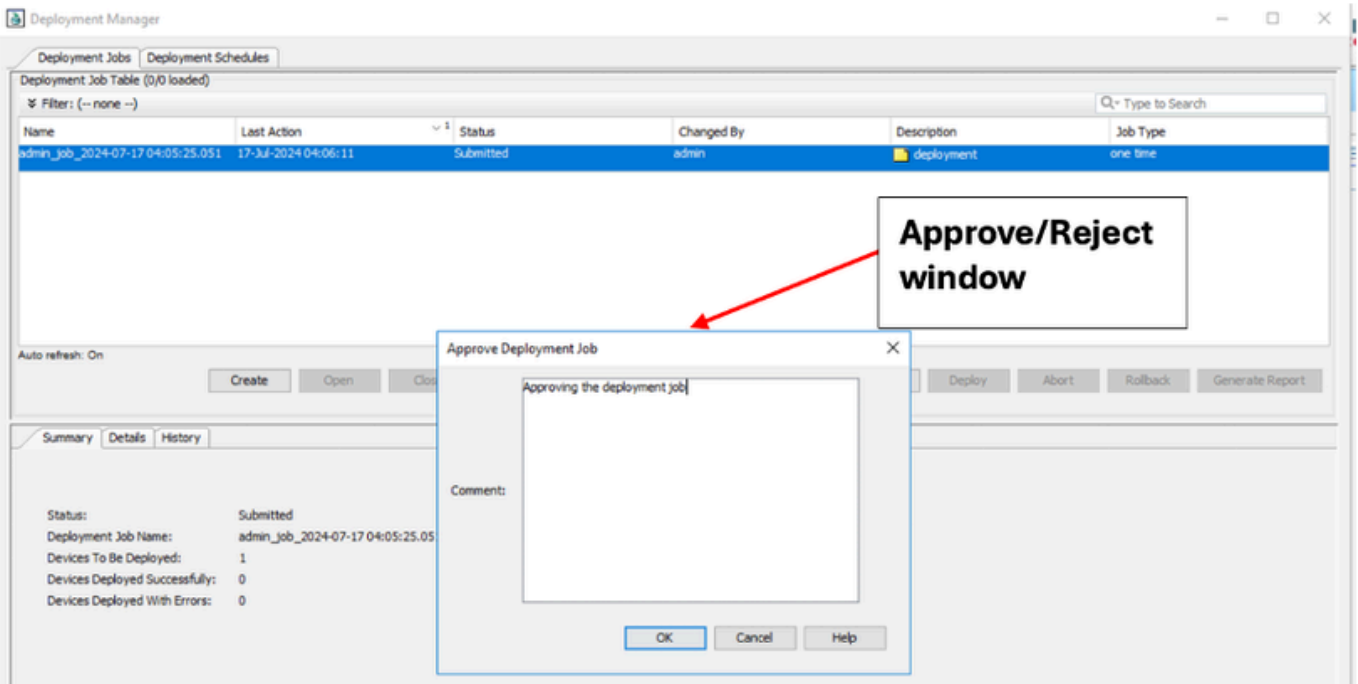 Deployment Manager
Deployment Jobs Deployment Schedules
Deployment Job Table (0/0 loaded)
Filter: (-- none --) Type to Search
Name Last Action 1 Status Changed By Description Job Type
admin_job_2024-07-17 04:05:25.051 17-Jul-2024 04:06:11 Submitted admin deployment one time
Approve/Reject
window
Auto refresh: On
Create Open Clos Deploy Abort Rollback Generate Report
Approve Deployment Job
Approving the deployment job
Comment:
OK Cancel Help
Summary Details History
Status: Submitted
Deployment Job Name: admin_job_2024-07-17 04:05:25.05
Devices To Be Deployed: 1
Devices Deployed Successfully: 0
Devices Deployed With Errors: 0